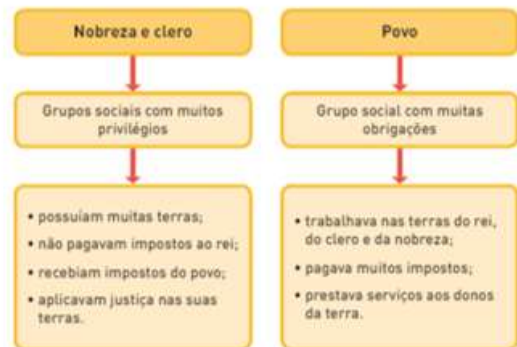 Nobreza e clero
Grupos sociais com muitos
privilégios
• possuíam muitas terras;
• não pagavam impostos ao rei;
• recebiam impostos do povo;
• aplicavam justiça nas suas
terras.
Povo
Grupo social com muitas
obrigações
• trabalhava nas terras do rei,
do clero e da nobreza;
• pagava muitos impostos;
• prestava serviços aos donos
da terra.